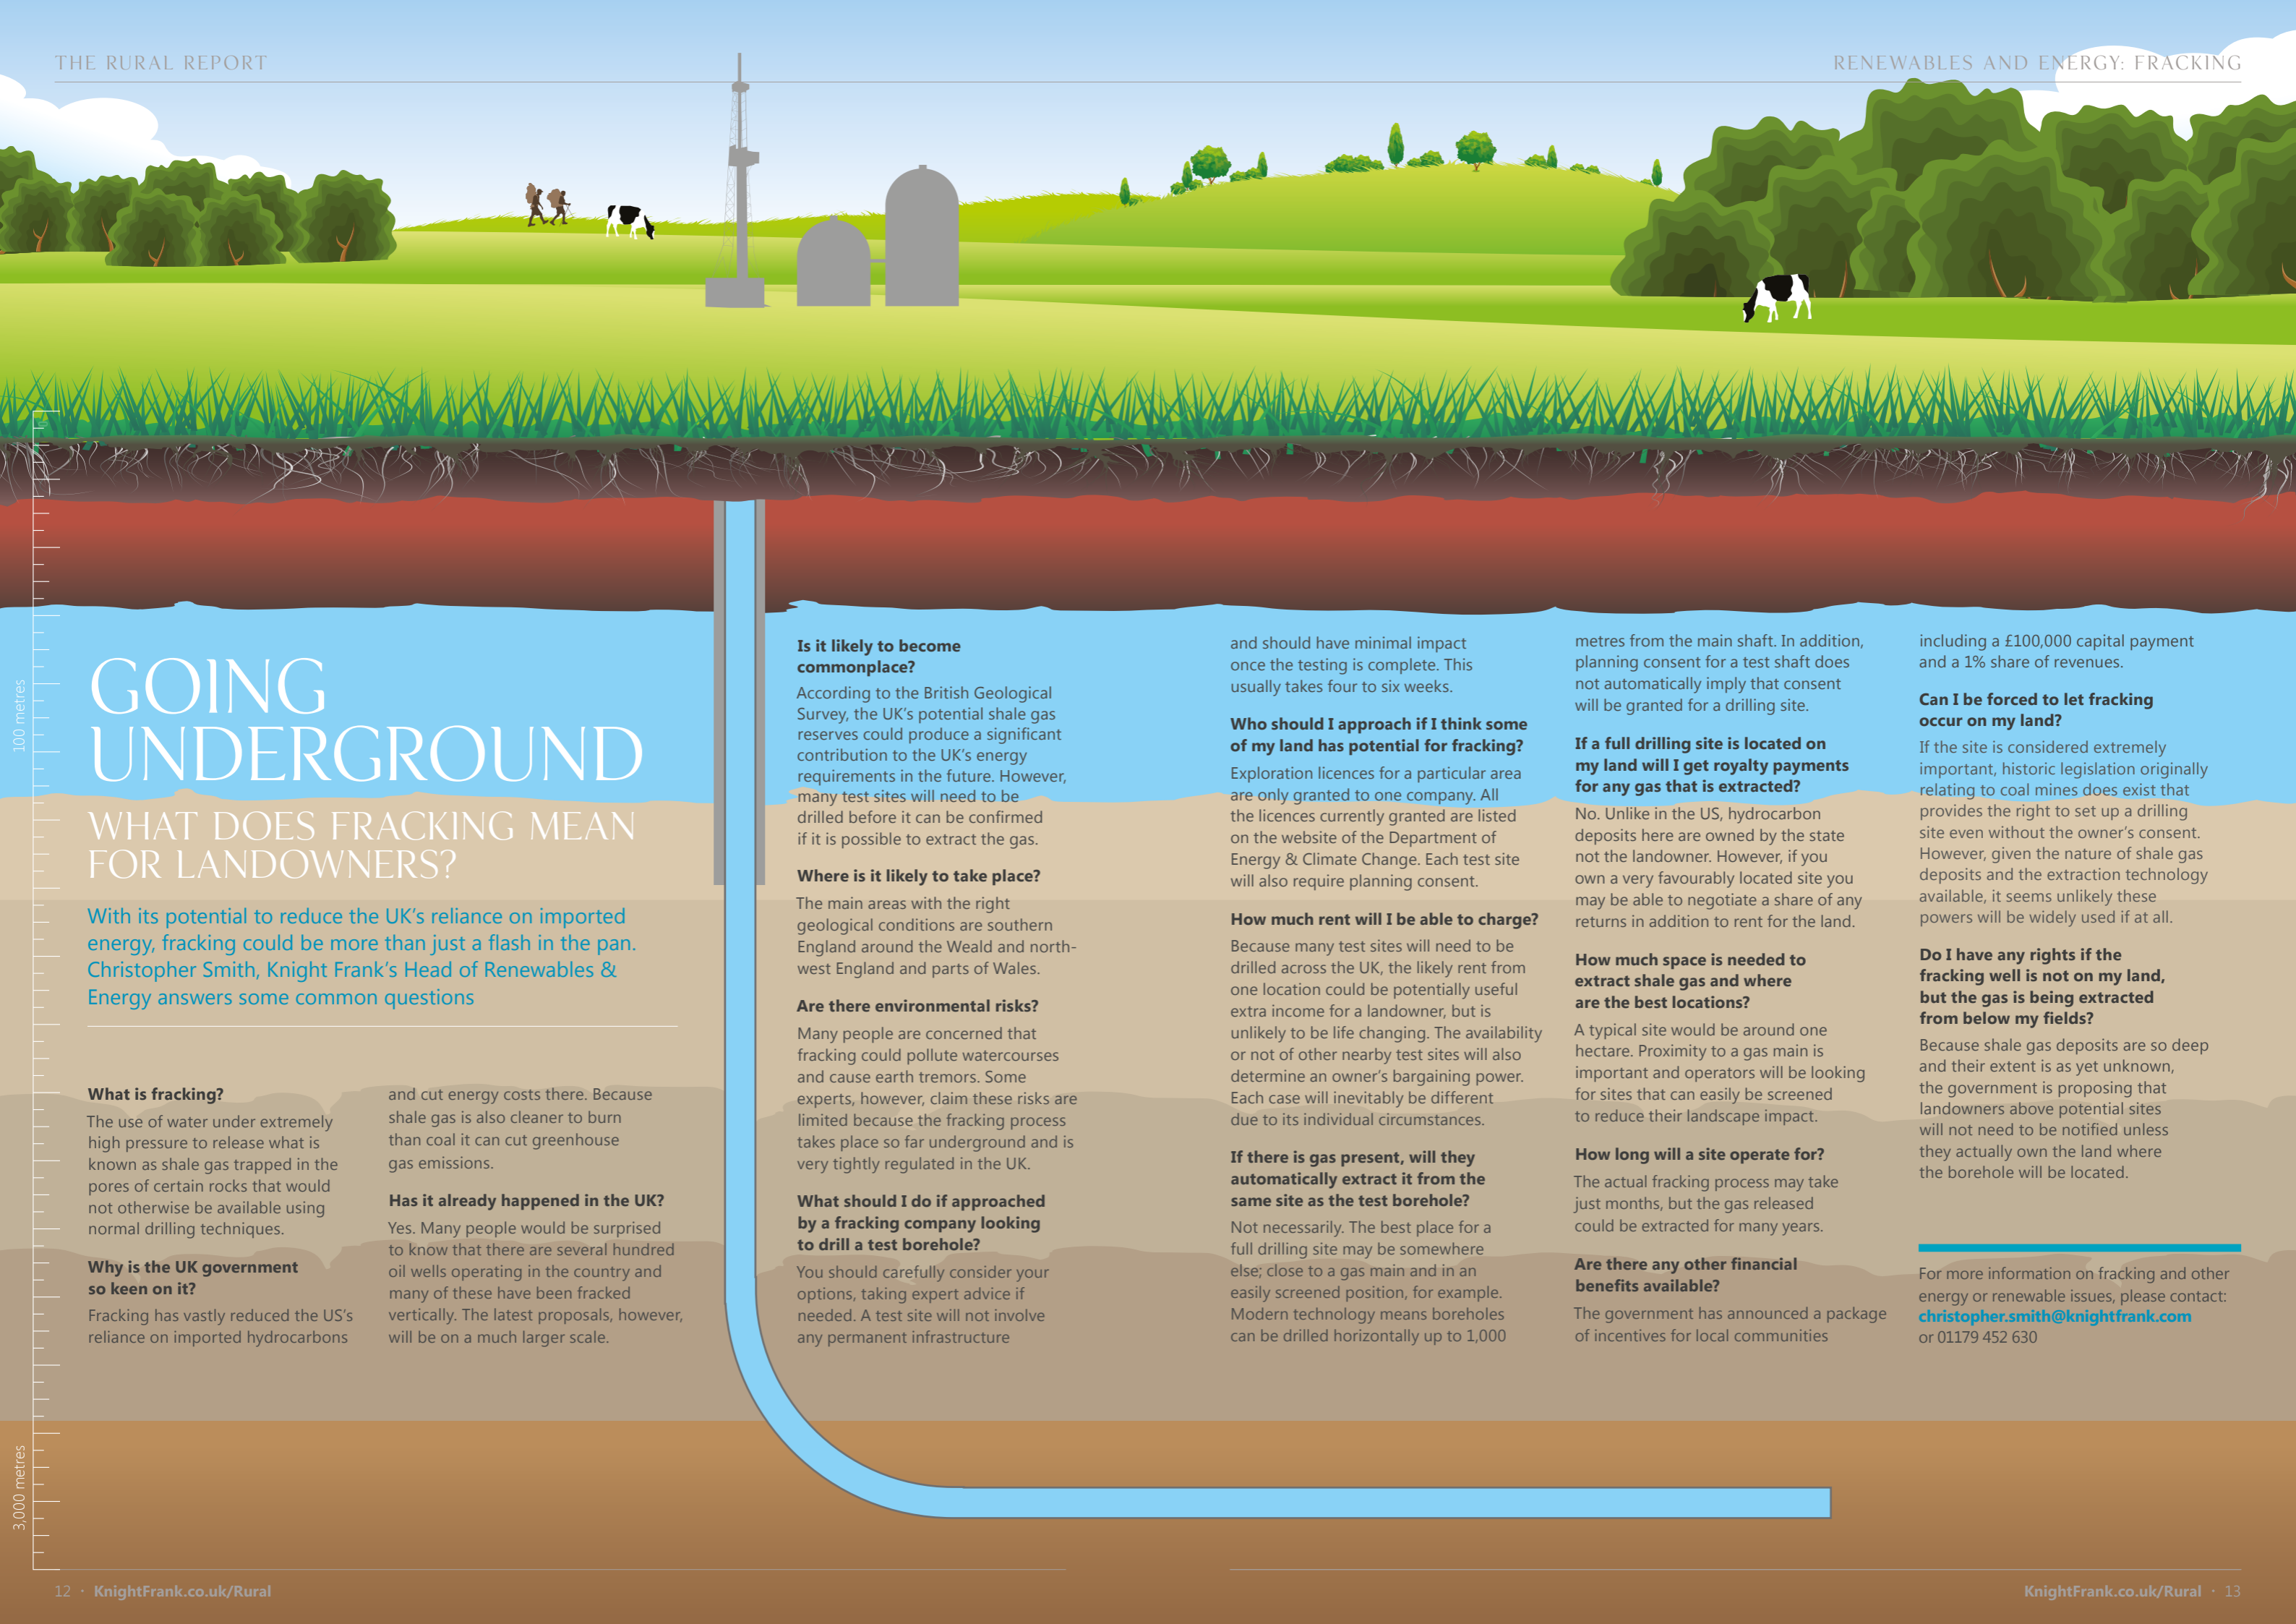 THE RURAL REPORT
RENEWABLES AND ENERGY: FRACKING
100 metres
3,000 metres
GOING
UNDERGROUND
WHAT DOES FRACKING MEAN
FOR LANDOWNERS?
With its potential to reduce the UK's reliance on imported
energy, fracking could be more than just a flash in the pan.
Christopher Smith, Knight Frank's Head of Renewables &
Energy answers some common questions
What is fracking?
The use of water under extremely
high pressure to release what is
known as shale gas trapped in the
pores of certain rocks that would
not otherwise be available using
normal drilling techniques.
Why is the UK government
so keen on it?
Fracking has vastly reduced the US's
reliance on imported hydrocarbons
and cut energy costs there. Because
shale gas is also cleaner to burn
than coal it can cut greenhouse
gas emissions.
Has it already happened in the UK?
Yes. Many people would be surprised
to know that there are several hundred
oil wells operating in the country and
many of these have been fracked
vertically. The latest proposals, however,
will be on a much larger scale.
Is it likely to become
commonplace?
According to the British Geological
Survey, the UK's potential shale gas
reserves could produce a significant
contribution to the UK's energy
requirements in the future. However,
many test sites will need to be
drilled before it can be confirmed
if it is possible to extract the gas.
Where is it likely to take place?
The main areas with the right
geological conditions are southern
England around the Weald and north-
west England and parts of Wales.
Are there environmental risks?
Many people are concerned that
fracking could pollute watercourses
and cause earth tremors. Some
experts, however, claim these risks are
limited because the fracking process
takes place so far underground and is
very tightly regulated in the UK.
What should I do if approached
by a fracking company looking
to drill a test borehole?
You should carefully consider your
options, taking expert advice if
needed. A test site will not involve
any permanent infrastructure
and should have minimal impact
once the testing is complete. This
usually takes four to six weeks.
Who should I approach if I think some
of my land has potential for fracking?
Exploration licences for a particular area
are only granted to one company. All
the licences currently granted are listed
on the website of the Department of
Energy & Climate Change. Each test site
will also require planning consent.
How much rent will I be able to charge?
Because many test sites will need to be
drilled across the UK, the likely rent from
one location could be potentially useful
extra income for a landowner, but is
unlikely to be life changing. The availability
or not of other nearby test sites will also
determine an owner's bargaining power.
Each case will inevitably be different
due to its individual circumstances.
If there is gas present, will they
automatically extract it from the
same site as the test borehole?
Not necessarily. The best place for a
full drilling site may be somewhere
else; close to a gas main and in an
easily screened position, for example.
Modern technology means boreholes
can be drilled horizontally up to 1,000
metres from the main shaft. In addition,
planning consent for a test shaft does
not automatically imply that consent
will be granted for a drilling site.
If a full drilling site is located on
my land will I get royalty payments
for any gas that is extracted?
No. Unlike in the US, hydrocarbon
deposits here are owned by the state
not the landowner. However, if you
own a very favourably located site you
may be able to negotiate a share of any
returns in addition to rent for the land.
How much space is needed to
extract shale gas and where
are the best locations?
A typical site would be around one
hectare. Proximity to a gas main is
important and operators will be looking
for sites that can easily be screened
to reduce their landscape impact.
How long will a site operate for?
The actual fracking process may take
just months, but the gas released
could be extracted for many years.
Are there any other financial
benefits available?
The government has announced a package
of incentives for local communities
including a £100,000 capital payment
and a 1% share of revenues.
Can I be forced to let fracking
occur on my land?
If the site is considered extremely
important, historic legislation originally
relating to coal mines does exist that
provides the right to set up a drilling
site even without the owner's consent.
However, given the nature of shale gas
deposits and the extraction technology
available, it seems unlikely these
powers will be widely used if at all.
Do I have any rights if the
fracking well is not on my land,
but the gas is being extracted
from below my fields?
Because shale gas deposits are so deep
and their extent is as yet unknown,
the government is proposing that
landowners above potential sites
will not need to be notified unless
they actually own the land where
the borehole will be located.
For more information on fracking and other
energy or renewable issues, please contact:
christopher.smith@knightfrank.com
or 01179 452 630
12 · KnightFrank.co.uk/Rural
KnightFrank.co.uk/Rural · 13